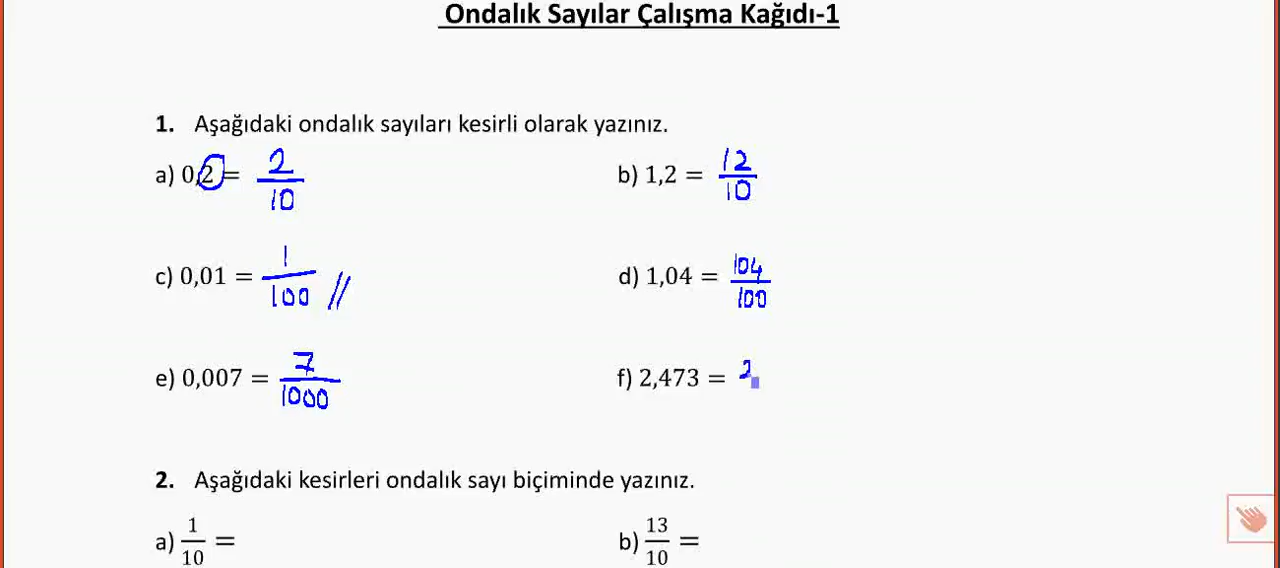 Ondalık Sayılar Çalışma Kağıdı-1
1. Aşağıdaki ondalık sayıları kesirli olarak yazınız.
a) 0,2 = 2/10
b) 1,2 = 12/10
c) 0,01 = 1/100 //
d) 1,04 = 104/100
e) 0,007 = 7/1000
f) 2,473 = 2
2. Aşağıdaki kesirleri ondalık sayı biçiminde yazınız.
a) 1/10 =
b) 13/10 =